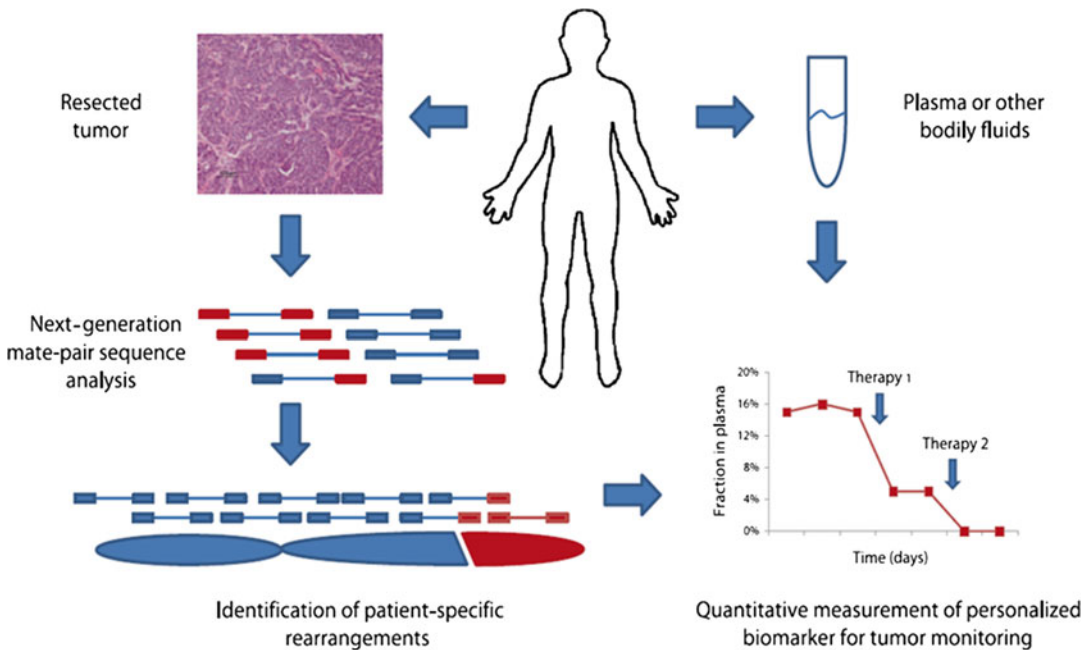 Resected
tumor
Plasma or other
bodily fluids
Next-generation
mate-pair sequence
analysis
20%
16%
12%
8%
4%
0%
Fraction in plasma
Therapy 1
Therapy 2
Time (days)
Identification of patient-specific
rearrangements
Quantitative measurement of personalized
biomarker for tumor monitoring